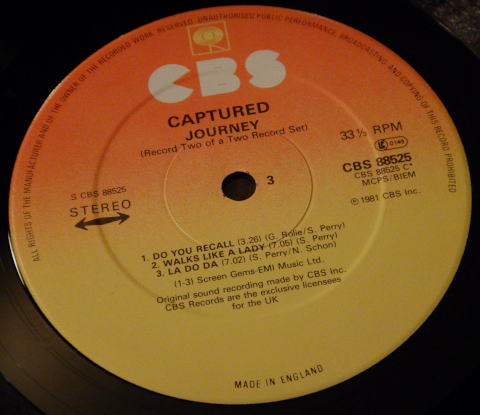 ALL RIGHTS OF THE MANUFACTURER AND OF THE OWNER OF THE RECORDED WORK RESERVED. UNAUTHORISED PUBLIC PERFORMANCE, BROADCASTING AND COPYING OF THIS RECORD PROHIBITED
CBS
CAPTURED
JOURNEY
(Record Two of a Two Record Set)
33⅓ RPM
0149
S CBS 88525
STEREO
3
CBS 88525
CBS 88525 C*
MCPS/BIEM
℗ 1981 CBS Inc.
1. DO YOU RECALL (3.26) (G. Rolie/S. Perry)
2. WALKS LIKE A LADY (7.05) (S. Perry)
3. LA DO DA (7.02) (S. Perry/N. Schon)
(1-3) Screen Gems-EMI Music Ltd.
Original sound recording made by CBS Inc.
CBS Records are the exclusive licensees
for the UK
MADE IN ENGLAND